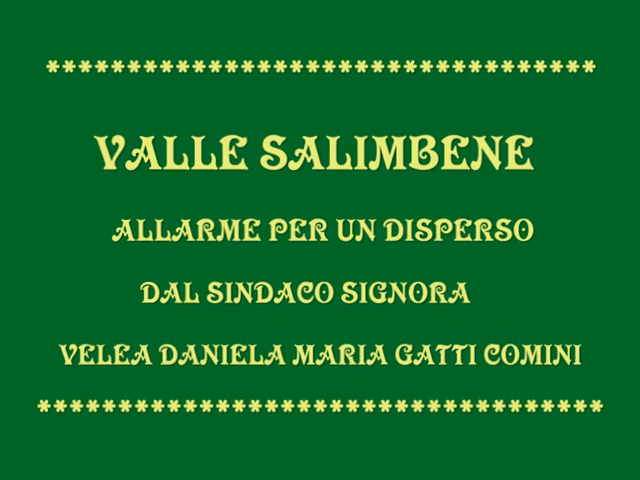 **********************************
VALLE SALIMBENE
ALLARME PER UN DISPERSO
DAL SINDACO SIGNORA
VELEA DANIELA MARIA GATTI COMINI
***********************************